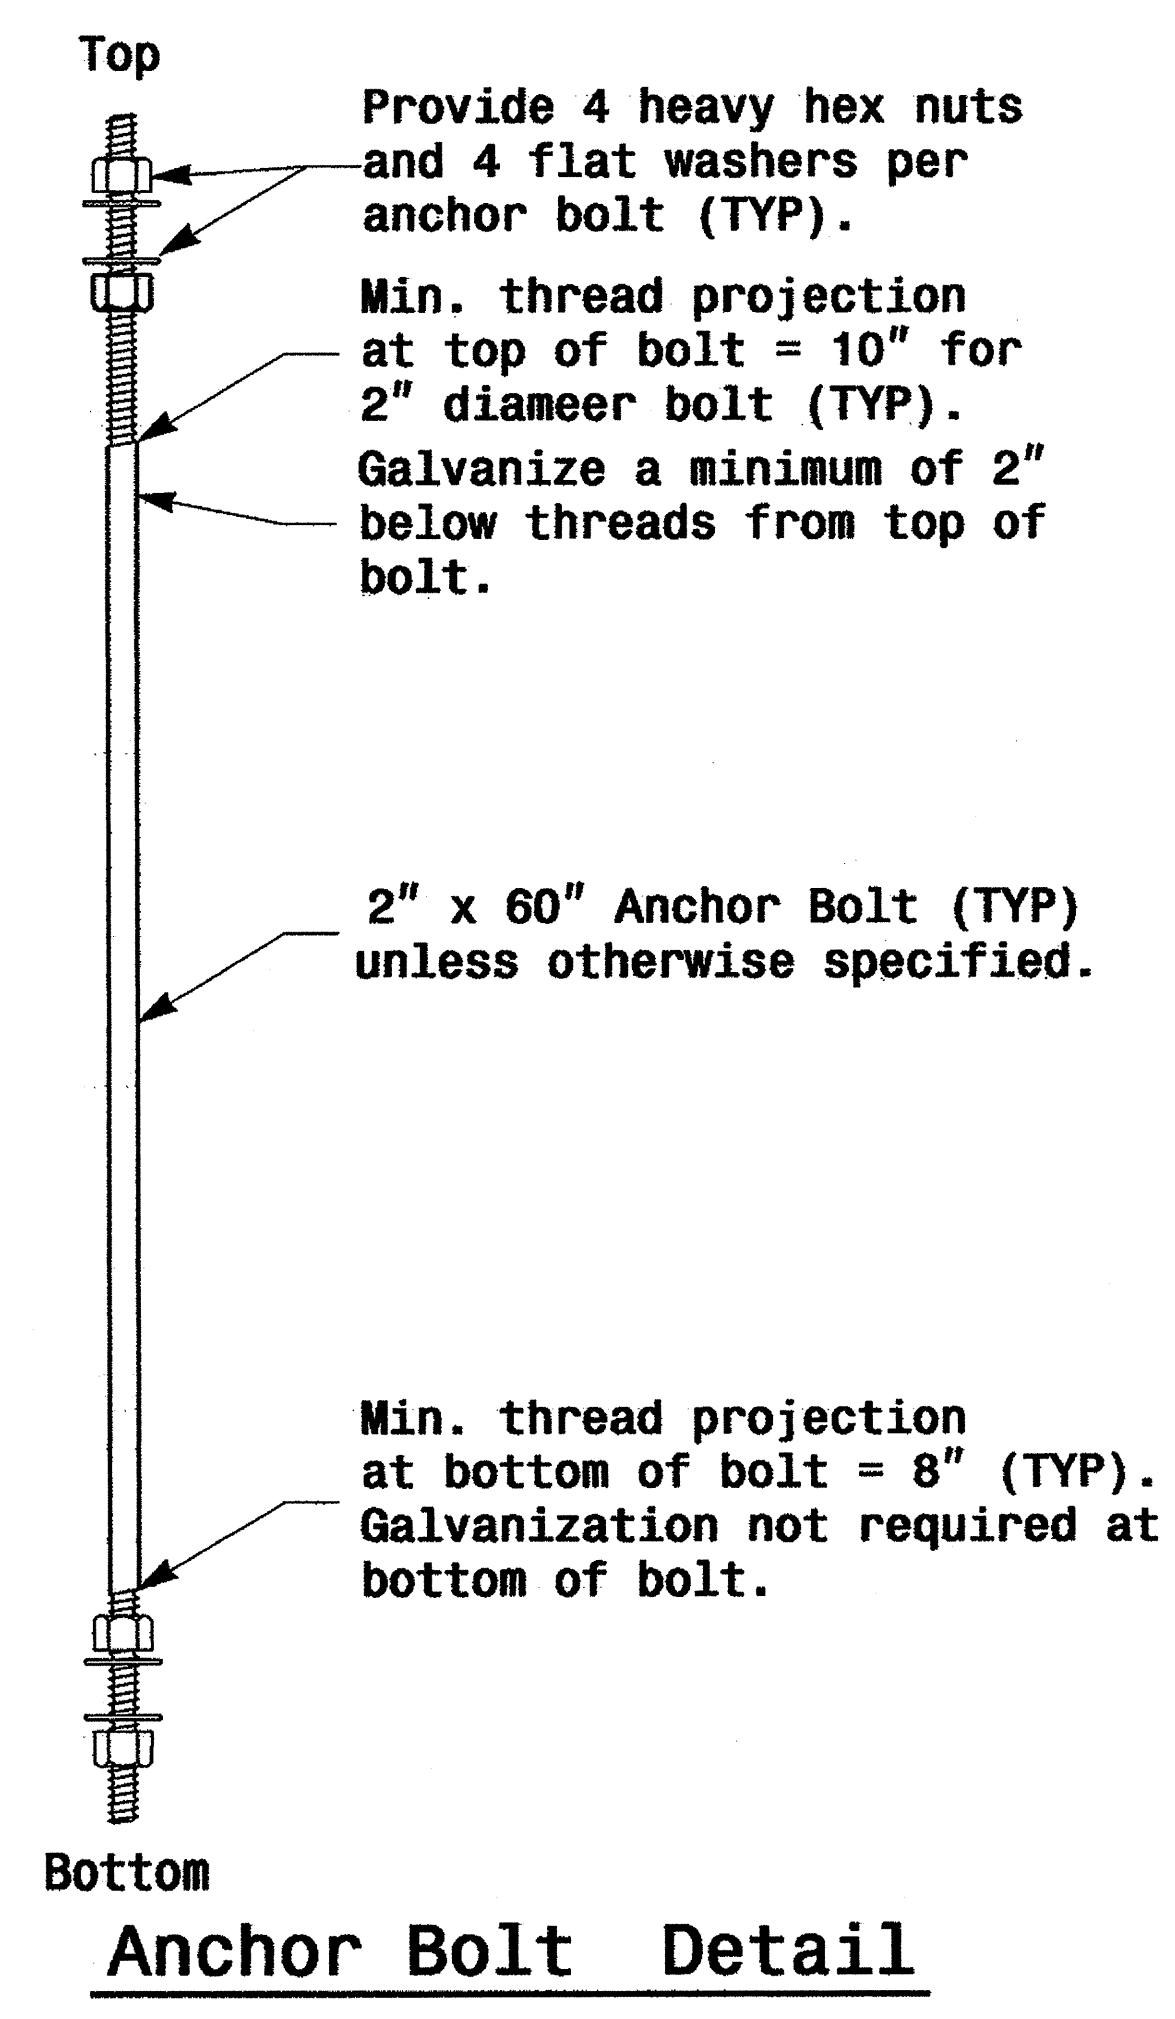 Top
Provide 4 heavy hex nuts
and 4 flat washers per
anchor bolt (TYP).
Min. thread projection
at top of bolt = 10" for
2" diameer bolt (TYP).
Galvanize a minimum of 2"
below threads from top of
bolt.
2" x 60" Anchor Bolt (TYP)
unless otherwise specified.
Min. thread projection
at bottom of bolt = 8" (TYP).
Galvanization not required at
bottom of bolt.
Bottom
Anchor Bolt Detail